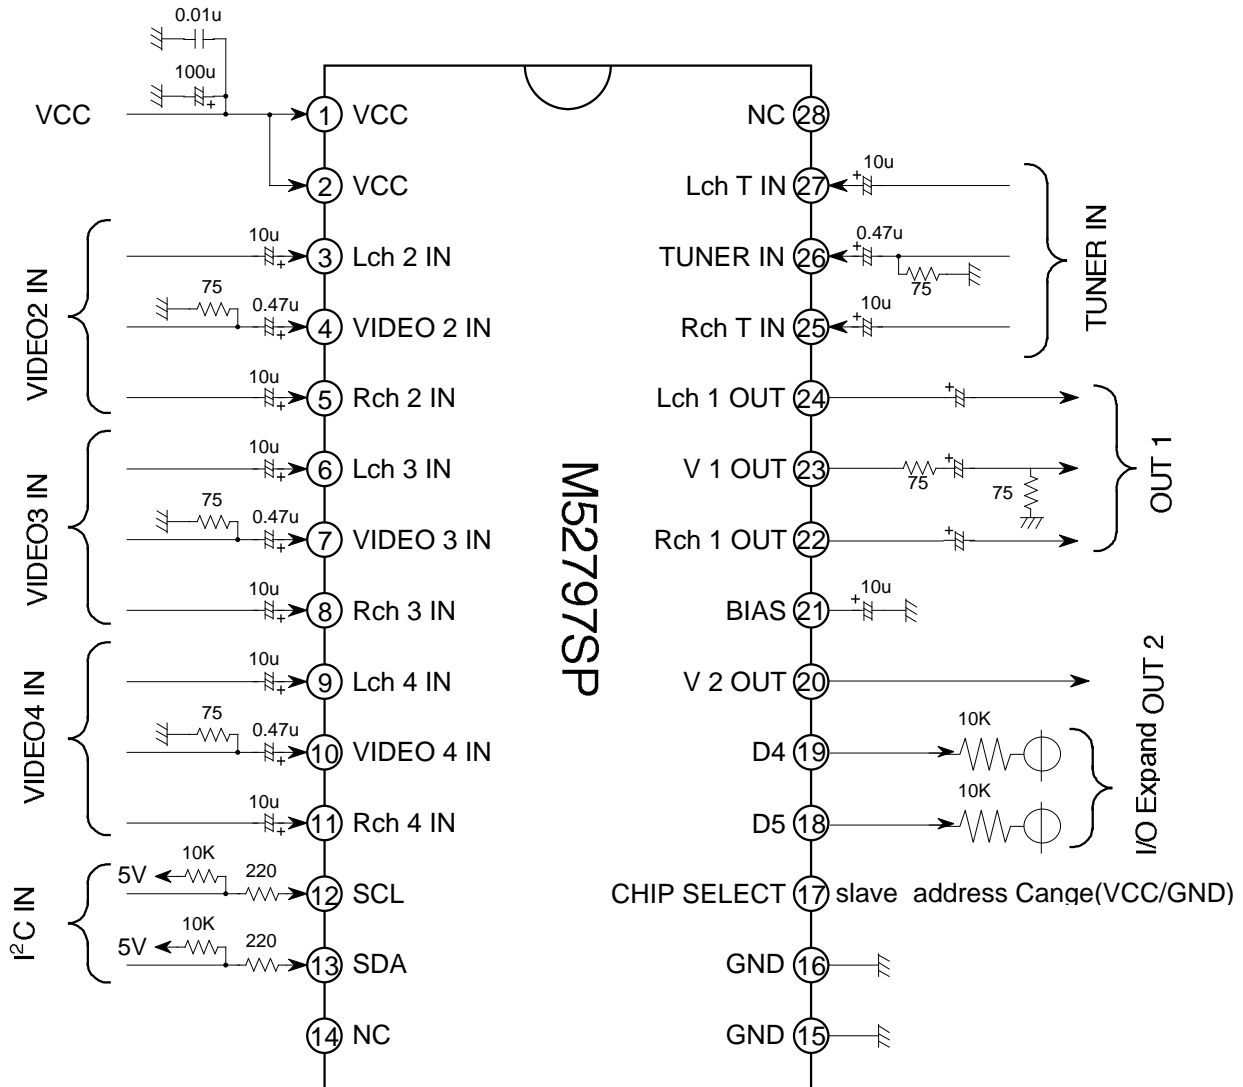 0.01u
100u
VCC
1 VCC
NC 28
10u
2 VCC
Lch T IN 27
10u
0.47u
3 Lch 2 IN
TUNER IN 26
75
75
0.47u
10u
VIDEO2 IN
4 VIDEO 2 IN
Rch T IN 25
TUNER IN
10u
5 Rch 2 IN
Lch 1 OUT 24
10u
6 Lch 3 IN
V 1 OUT 23
75
75
OUT 1
75
0.47u
VIDEO3 IN
7 VIDEO 3 IN
M52797SP
Rch 1 OUT 22
10u
10u
8 Rch 3 IN
BIAS 21
10u
9 Lch 4 IN
V 2 OUT 20
OUT 2
75
0.47u
10K
VIDEO4 IN
10 VIDEO 4 IN
D4 19
I/O Expand
10u
10K
11 Rch 4 IN
D5 18
5V
10K
220
12 SCL
CHIP SELECT 17 slave address Cange(VCC/GND)
I²C IN
5V
10K
220
13 SDA
GND 16
14 NC
GND 15